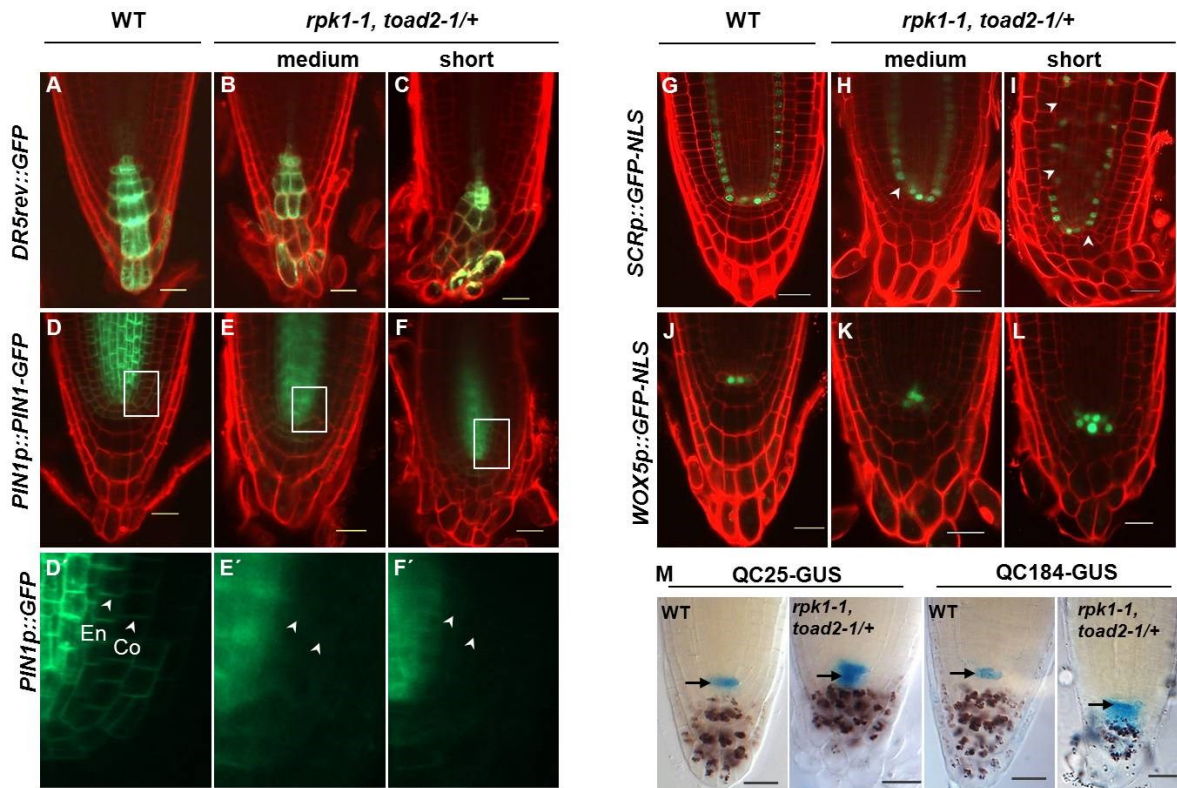 WT
rpk1-1, toad2-1/+
medium
short
A
B
C
DR5rev::GFP
D
E
F
PIN1p::PIN1-GFP
D´
E´
F´
En
Co
PIN1p::GFP
WT
rpk1-1, toad2-1/+
medium
short
G
H
I
SCRp::GFP-NLS
J
K
L
WOX5p::GFP-NLS
M
QC25-GUS
QC184-GUS
WT
rpk1-1,
toad2-1/+
WT
rpk1-1,
toad2-1/+